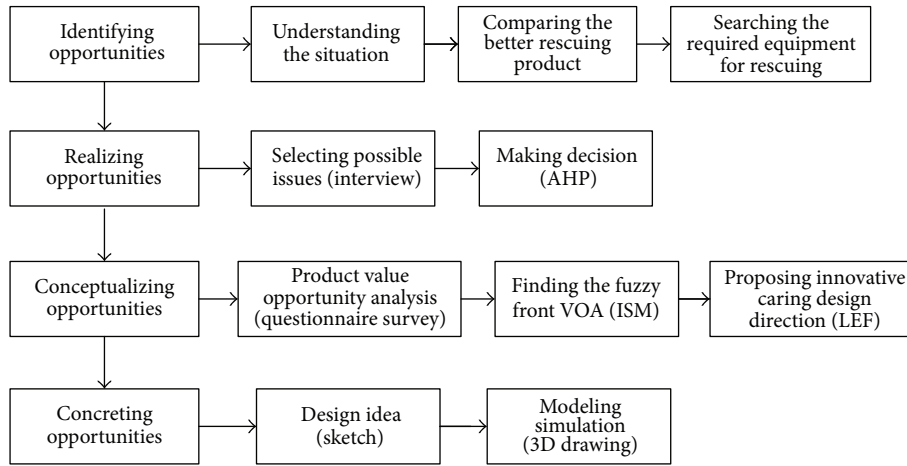 Identifying
opportunities
Understanding
the situation
Comparing the
better rescuing
product
Searching the
required equipment
for rescuing
Realizing
opportunities
Selecting possible
issues (interview)
Making decision
(AHP)
Conceptualizing
opportunities
Product value
opportunity analysis
(questionnaire survey)
Finding the fuzzy
front VOA (ISM)
Proposing innovative
caring design
direction (LEF)
Concreting
opportunities
Design idea
(sketch)
Modeling
simulation
(3D drawing)